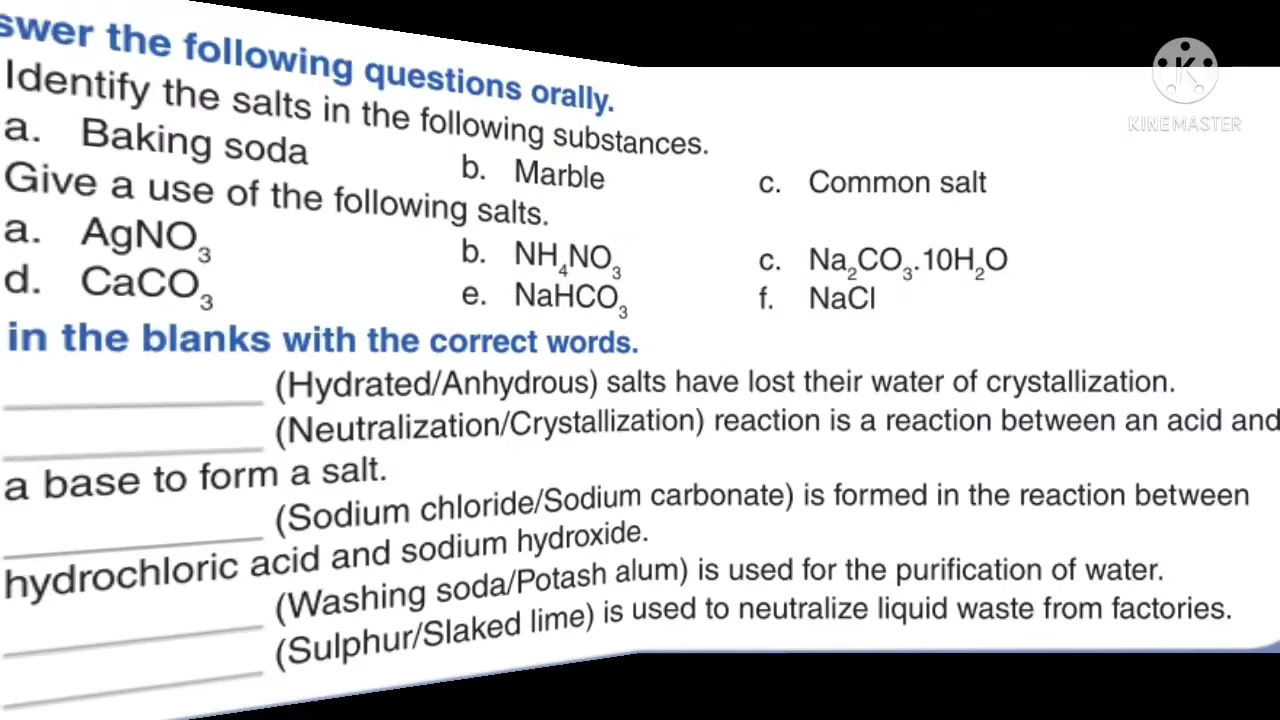 swer the following questions orally.
Identify the salts in the following substances.
a. Baking soda b. Marble c. Common salt
Give a use of the following salts.
a. AgNO₃ b. NH₄NO₃ c. Na₂CO₃.10H₂O
d. CaCO₃ e. NaHCO₃ f. NaCl
in the blanks with the correct words.
____________ (Hydrated/Anhydrous) salts have lost their water of crystallization.
____________ (Neutralization/Crystallization) reaction is a reaction between an acid and
a base to form a salt.
____________ (Sodium chloride/Sodium carbonate) is formed in the reaction between
hydrochloric acid and sodium hydroxide.
____________ (Washing soda/Potash alum) is used for the purification of water.
____________ (Sulphur/Slaked lime) is used to neutralize liquid waste from factories.
KINEMASTER